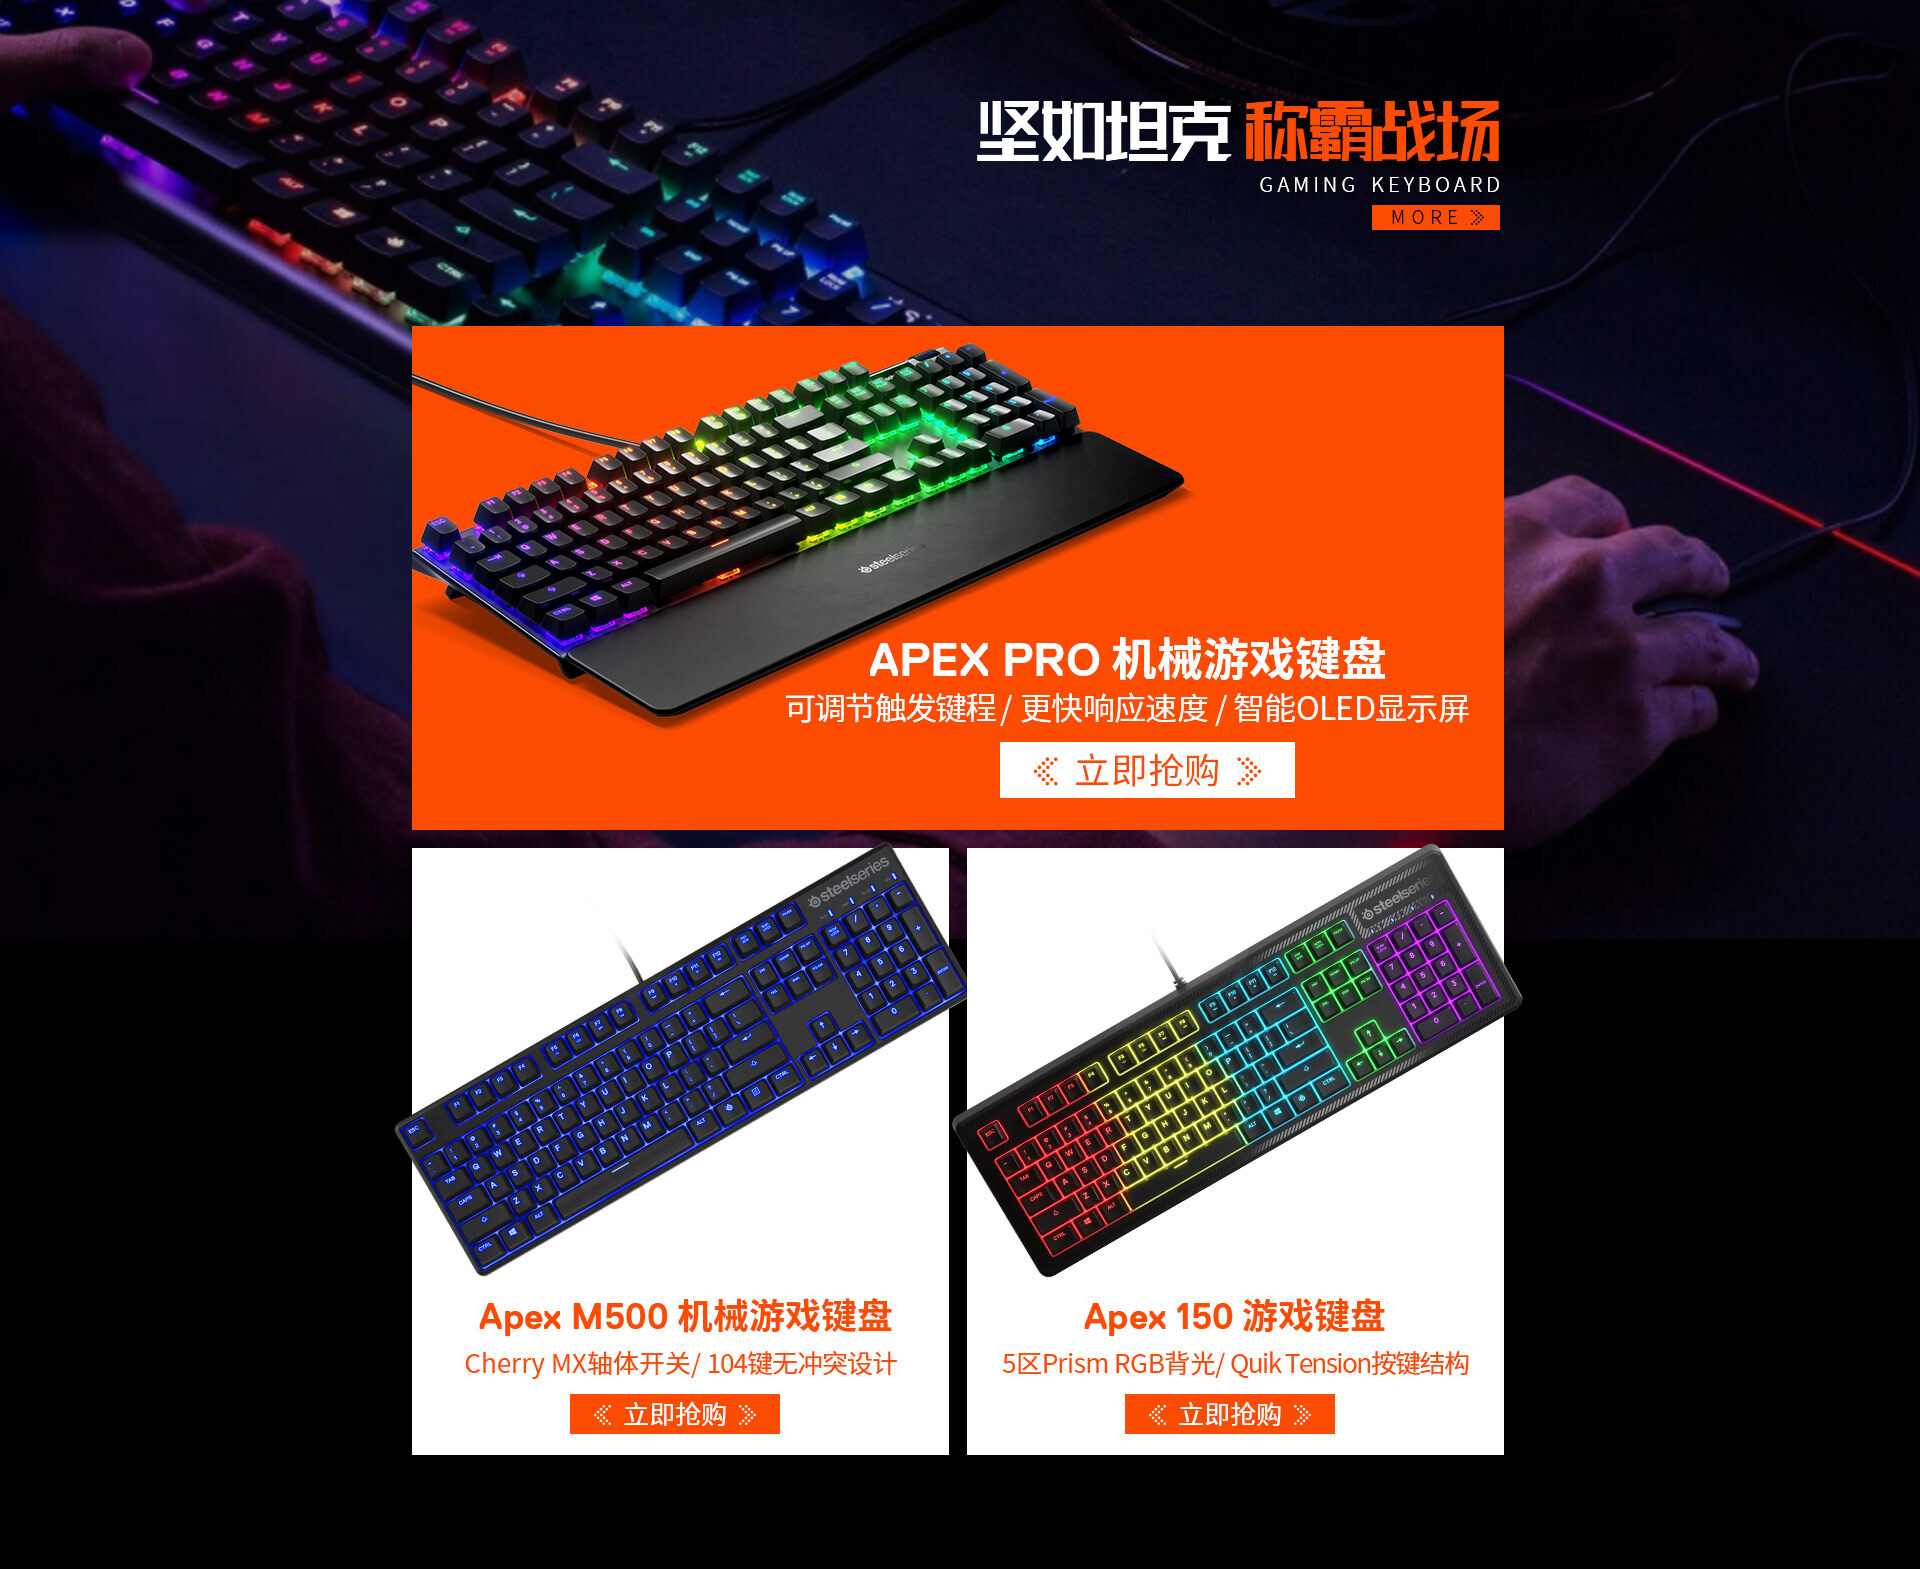 坚如坦克 称霸战场
GAMING KEYBOARD
MORE
steelseries
APEX PRO 机械游戏键盘
可调节触发键程/ 更快响应速度 / 智能OLED显示屏
立即抢购
steelseries
Apex M500 机械游戏键盘
Cherry MX轴体开关/ 104键无冲突设计
立即抢购
steelseries
Apex 150 游戏键盘
5区Prism RGB背光/ Quik Tension按键结构
立即抢购